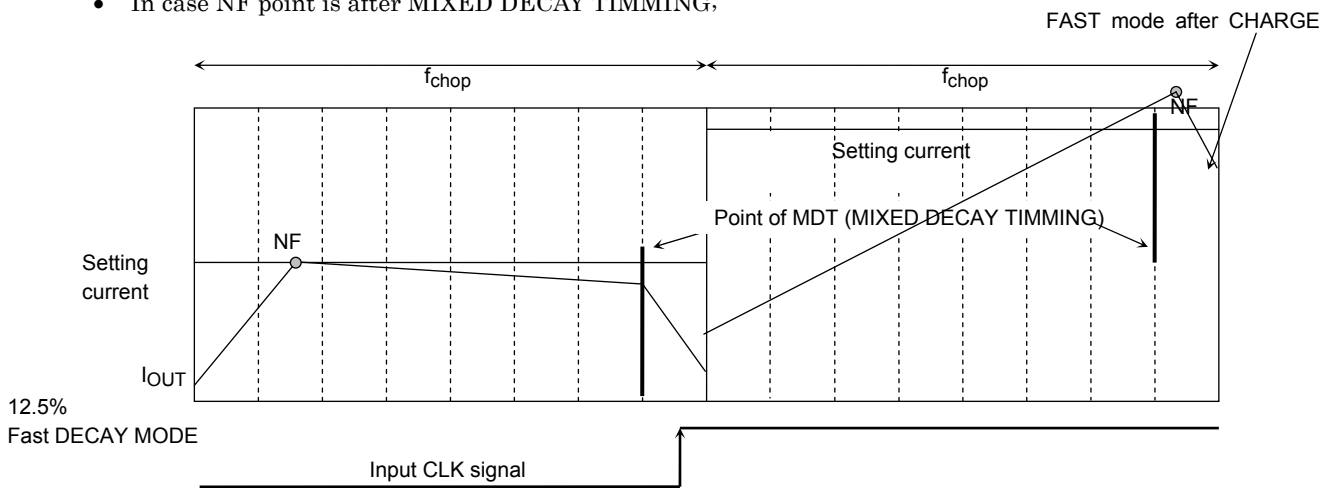 • In case NF point is after MIXED DECAY TIMMING,
FAST mode after CHARGE
fchop
fchop
NF
Setting current
Point of MDT (MIXED DECAY TIMMING)
NF
Setting
current
IOUT
12.5%
Fast DECAY MODE
Input CLK signal